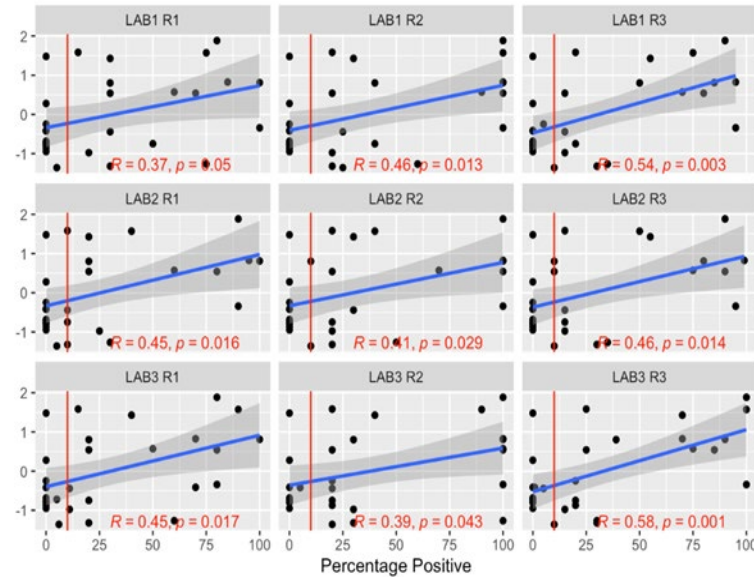 LAB1 R1 LAB1 R2 LAB1 R3
2
1
0
-1
R = 0.37, p = 0.05 R = 0.46, p = 0.013 R = 0.54, p = 0.003
LAB2 R1 LAB2 R2 LAB2 R3
2
1
0
-1
R = 0.45, p = 0.016 R = 0.41, p = 0.029 R = 0.46, p = 0.014
LAB3 R1 LAB3 R2 LAB3 R3
2
1
0
-1
R = 0.45, p = 0.017 R = 0.39, p = 0.043 R = 0.58, p = 0.001
0 25 50 75 100 0 25 50 75 100 0 25 50 75 100
Percentage Positive